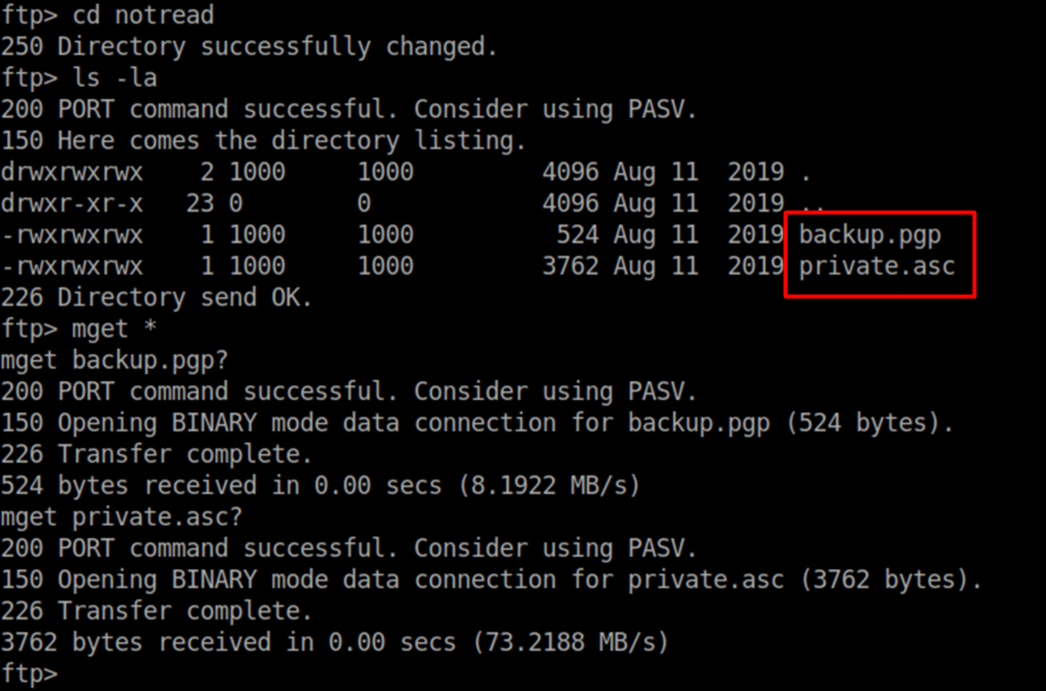 ftp> cd notread
250 Directory successfully changed.
ftp> ls -la
200 PORT command successful. Consider using PASV.
150 Here comes the directory listing.
drwxrwxrwx    2 1000     1000         4096 Aug 11  2019 .
drwxr-xr-x   23 0        0            4096 Aug 11  2019 ..
-rwxrwxrwx    1 1000     1000          524 Aug 11  2019 backup.pgp
-rwxrwxrwx    1 1000     1000         3762 Aug 11  2019 private.asc
226 Directory send OK.
ftp> mget *
mget backup.pgp?
200 PORT command successful. Consider using PASV.
150 Opening BINARY mode data connection for backup.pgp (524 bytes).
226 Transfer complete.
524 bytes received in 0.00 secs (8.1922 MB/s)
mget private.asc?
200 PORT command successful. Consider using PASV.
150 Opening BINARY mode data connection for private.asc (3762 bytes).
226 Transfer complete.
3762 bytes received in 0.00 secs (73.2188 MB/s)
ftp>